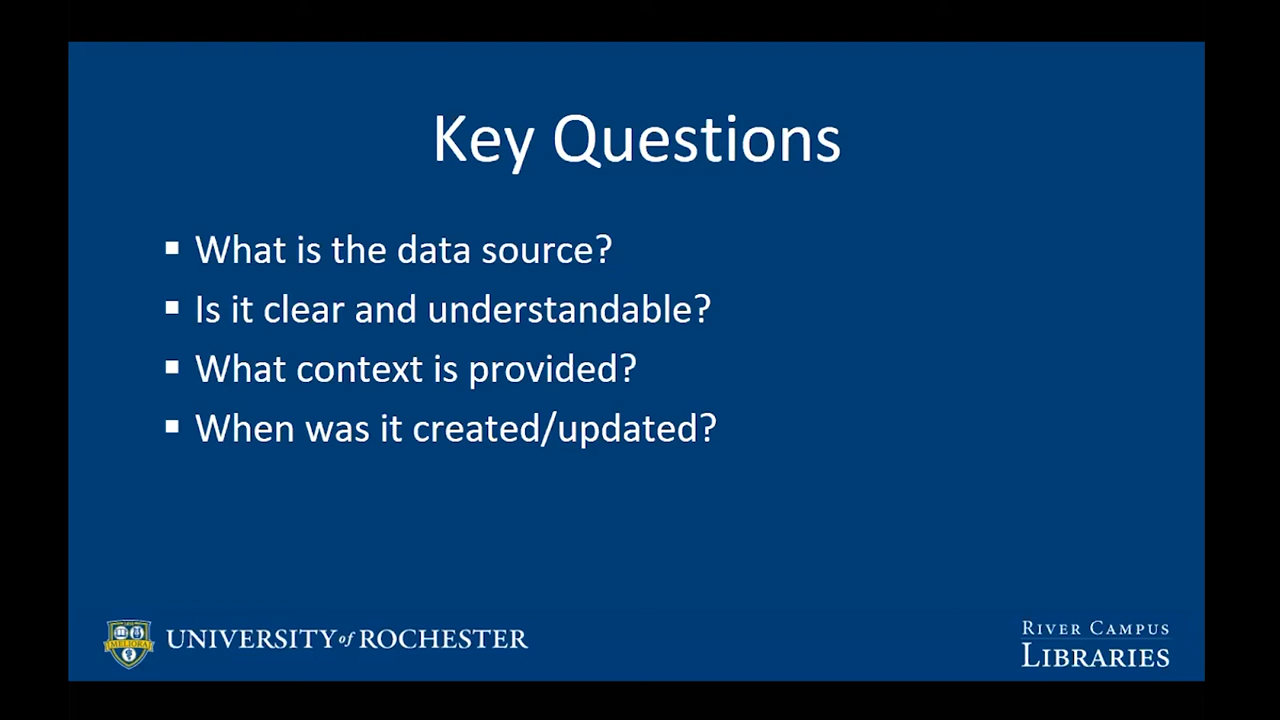 Key Questions
▪ What is the data source?
▪ Is it clear and understandable?
▪ What context is provided?
▪ When was it created/updated?
MELIORA
UNIVERSITY of ROCHESTER
RIVER CAMPUS
LIBRARIES